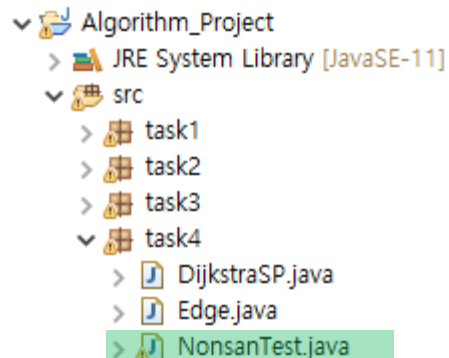 Algorithm_Project
JRE System Library [JavaSE-11]
src
task1
task2
task3
task4
DijkstraSP.java
Edge.java
NonsanTest.java